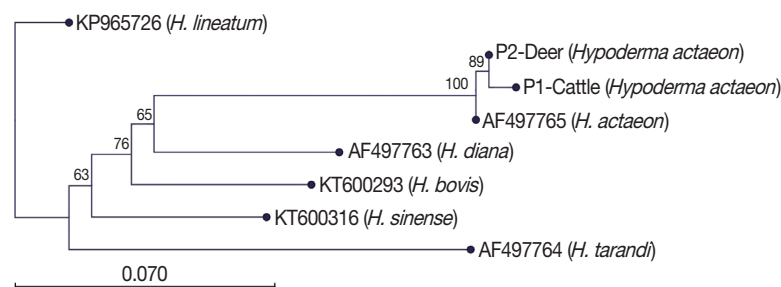 KP965726 (H. lineatum)
P2-Deer (Hypoderma actaeon)
89
P1-Cattle (Hypoderma actaeon)
100
AF497765 (H. actaeon)
65
AF497763 (H. diana)
76
KT600293 (H. bovis)
63
KT600316 (H. sinense)
AF497764 (H. tarandi)
0.070